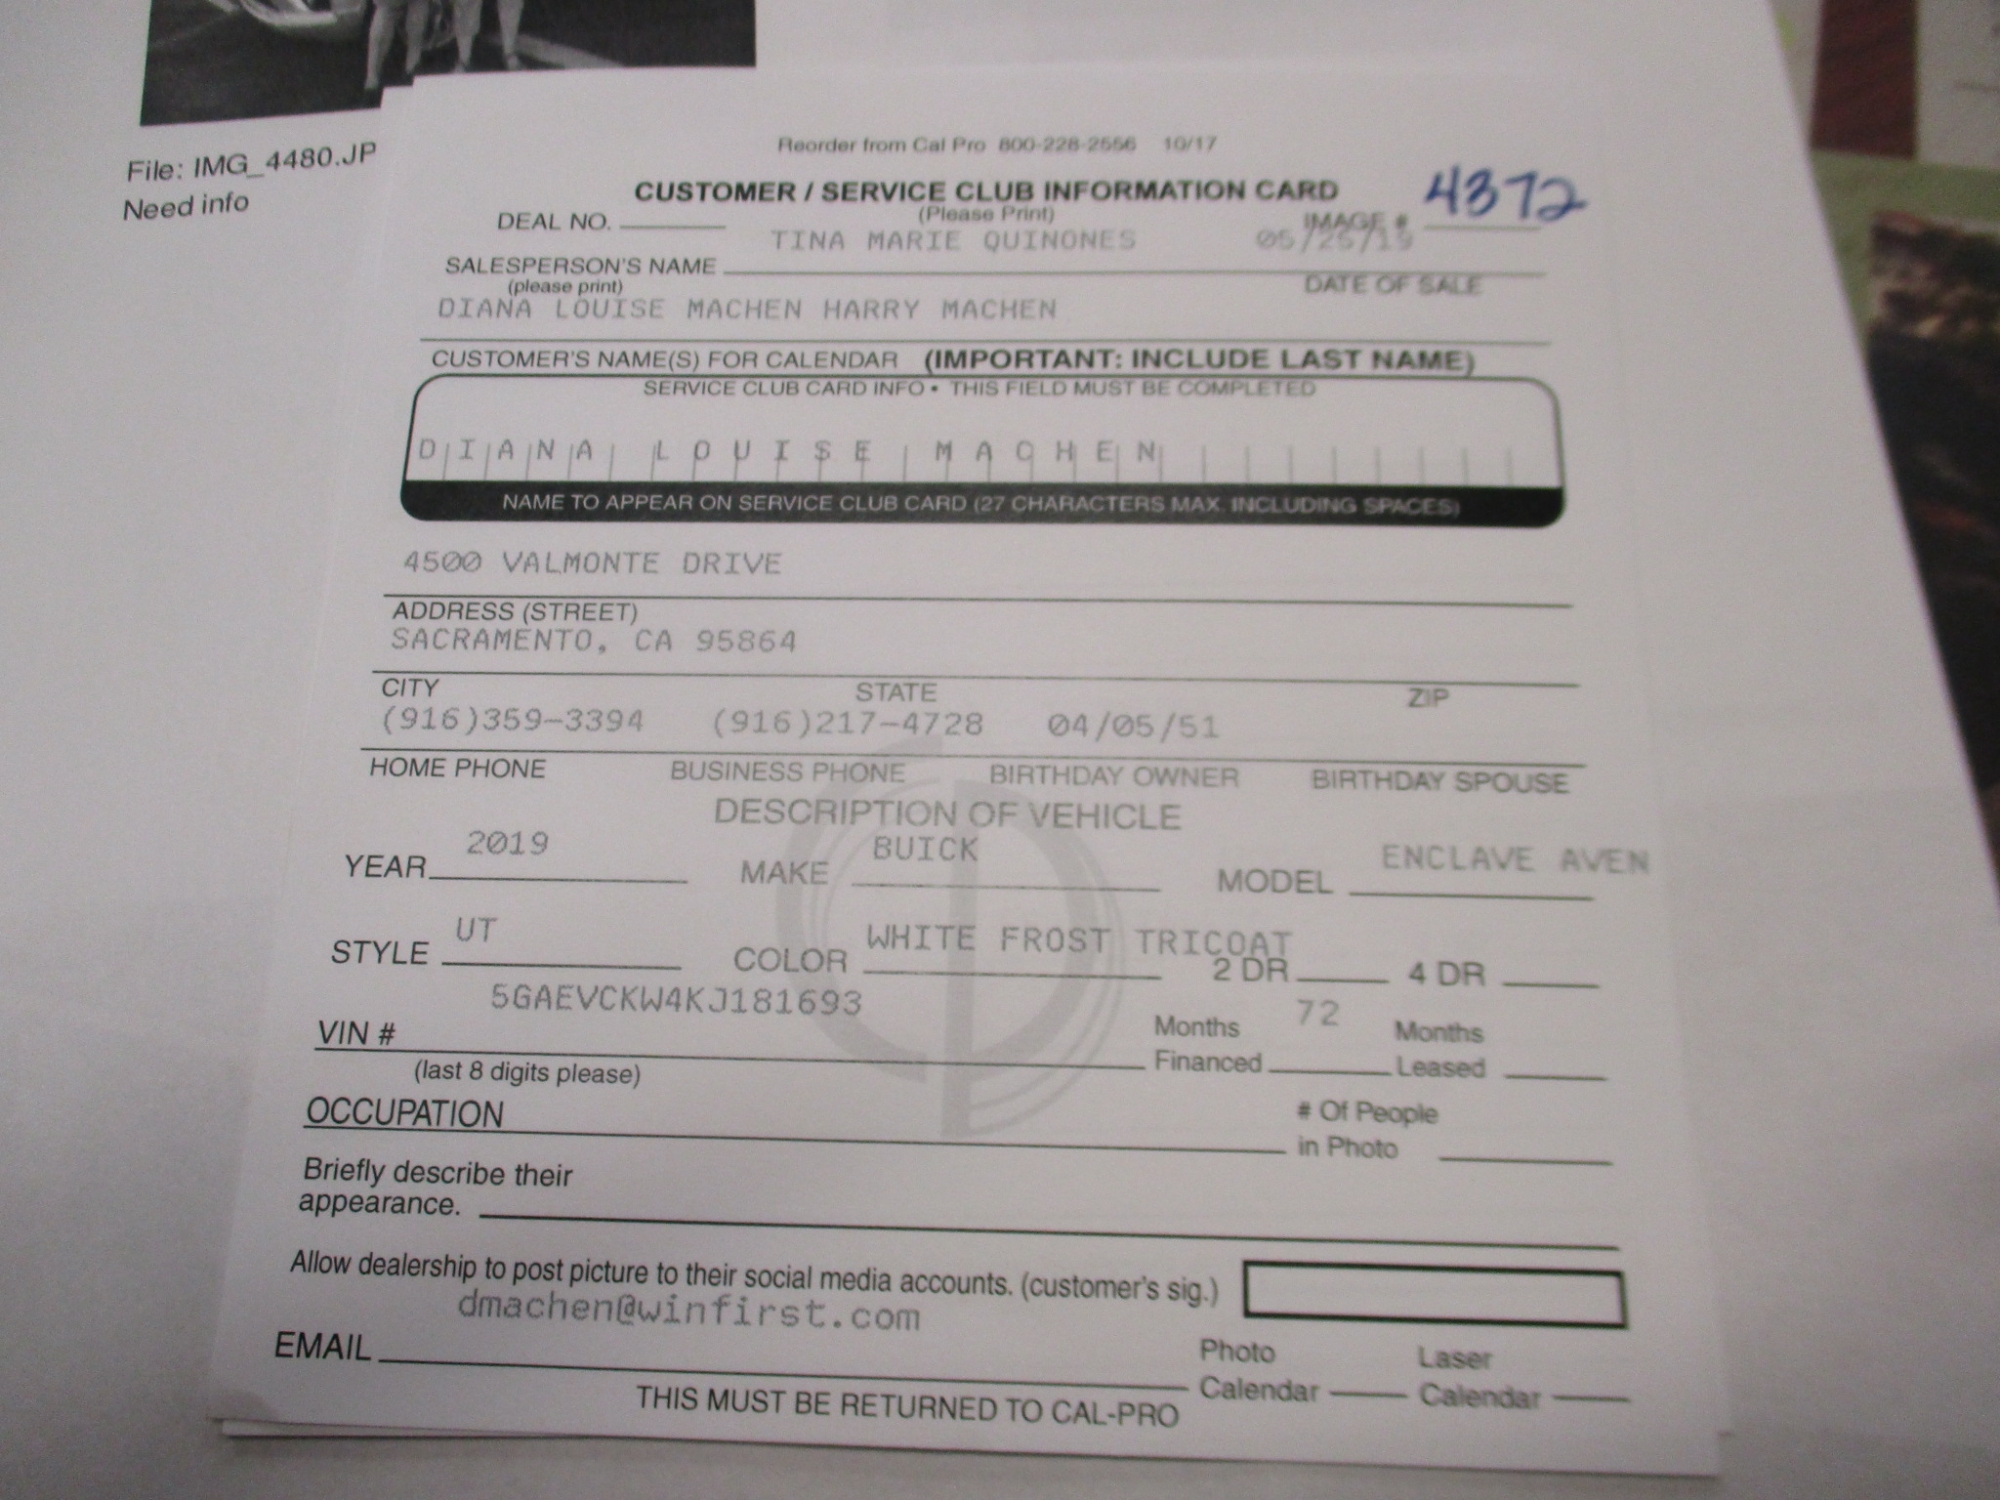 File: IMG_4480.JP
Need info
Reorder from Cal Pro 800-228-2556 10/17
CUSTOMER / SERVICE CLUB INFORMATION CARD
4372
DEAL NO. (Please Print) IMAGE #
TINA MARIE QUINONES 05/25/19
SALESPERSON'S NAME
(please print) DATE OF SALE
DIANA LOUISE MACHEN HARRY MACHEN
CUSTOMER'S NAME(S) FOR CALENDAR (IMPORTANT: INCLUDE LAST NAME)
SERVICE CLUB CARD INFO • THIS FIELD MUST BE COMPLETED
DIANA LOUISE MACHEN
NAME TO APPEAR ON SERVICE CLUB CARD (27 CHARACTERS MAX. INCLUDING SPACES)
4500 VALMONTE DRIVE
ADDRESS (STREET)
SACRAMENTO, CA 95864
CITY STATE ZIP
(916)359-3394 (916)217-4728 04/05/51
HOME PHONE BUSINESS PHONE BIRTHDAY OWNER BIRTHDAY SPOUSE
DESCRIPTION OF VEHICLE
2019 BUICK ENCLAVE AVEN
YEAR MAKE MODEL
UT WHITE FROST TRICOAT
STYLE COLOR 2 DR 4 DR
5GAEVCKW4KJ181693 72
VIN # Months Months
(last 8 digits please) Financed Leased
OCCUPATION # Of People
in Photo
Briefly describe their
appearance.
Allow dealership to post picture to their social media accounts. (customer's sig.)
dmachen@winfirst.com
EMAIL Photo Laser
Calendar Calendar
THIS MUST BE RETURNED TO CAL-PRO